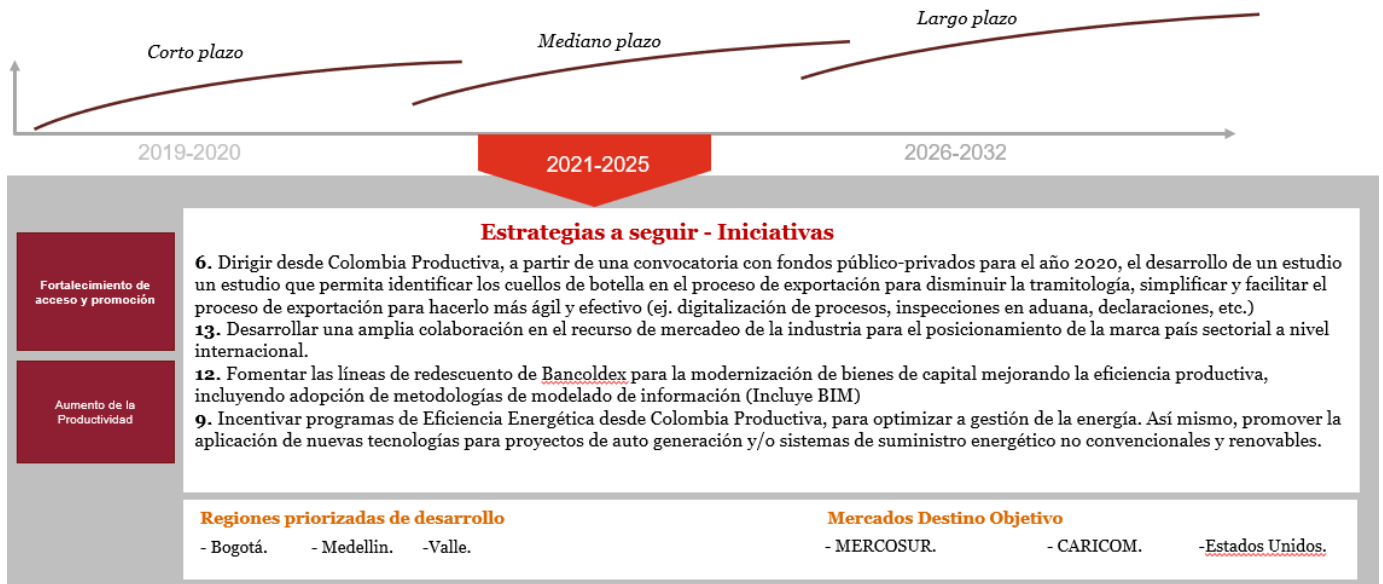 Corto plazo
Mediano plazo
Largo plazo
2019-2020
2021-2025
2026-2032
Fortalecimiento de
acceso y promoción
Aumento de la
Productividad
Estrategias a seguir - Iniciativas
6. Dirigir desde Colombia Productiva, a partir de una convocatoria con fondos público-privados para el año 2020, el desarrollo de un estudio
un estudio que permita identificar los cuellos de botella en el proceso de exportación para disminuir la tramitología, simplificar y facilitar el
proceso de exportación para hacerlo más ágil y efectivo (ej. digitalización de procesos, inspecciones en aduana, declaraciones, etc.)
13. Desarrollar una amplia colaboración en el recurso de mercadeo de la industria para el posicionamiento de la marca país sectorial a nivel
internacional.
12. Fomentar las líneas de redescuento de Bancoldex para la modernización de bienes de capital mejorando la eficiencia productiva,
incluyendo adopción de metodologías de modelado de información (Incluye BIM)
9. Incentivar programas de Eficiencia Energética desde Colombia Productiva, para optimizar a gestión de la energía. Así mismo, promover la
aplicación de nuevas tecnologías para proyectos de auto generación y/o sistemas de suministro energético no convencionales y renovables.
Regiones priorizadas de desarrollo
- Bogotá. - Medellin. -Valle.
Mercados Destino Objetivo
- MERCOSUR. - CARICOM. -Estados Unidos.